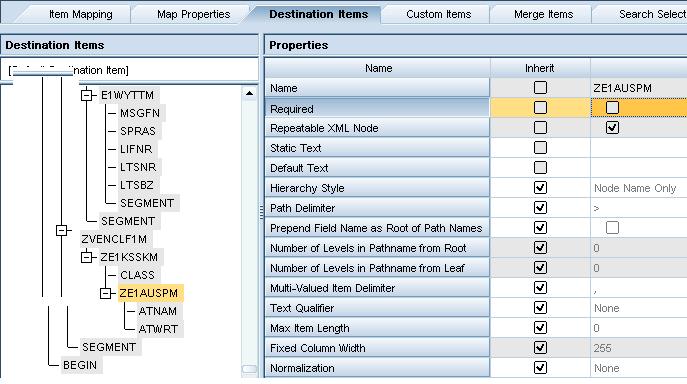 Item Mapping Map Properties Destination Items Custom Items Merge Items Search Select
Destination Items
E1WYTTM
MSGFN
SPRAS
LIFNR
LTSNR
LTSBZ
SEGMENT
SEGMENT
ZVENCLF1M
ZE1KSSKM
CLASS
ZE1AUSPM
ATNAM
ATWRT
SEGMENT
BEGIN
Properties
Name Inherit
Name ZE1AUSPM
Required
Repeatable XML Node
Static Text
Default Text
Hierarchy Style Node Name Only
Path Delimiter >
Prepend Field Name as Root of Path Names
Number of Levels in Pathname from Root 0
Number of Levels in Pathname from Leaf 0
Multi-Valued Item Delimiter ,
Text Qualifier None
Max Item Length 0
Fixed Column Width 255
Normalization None